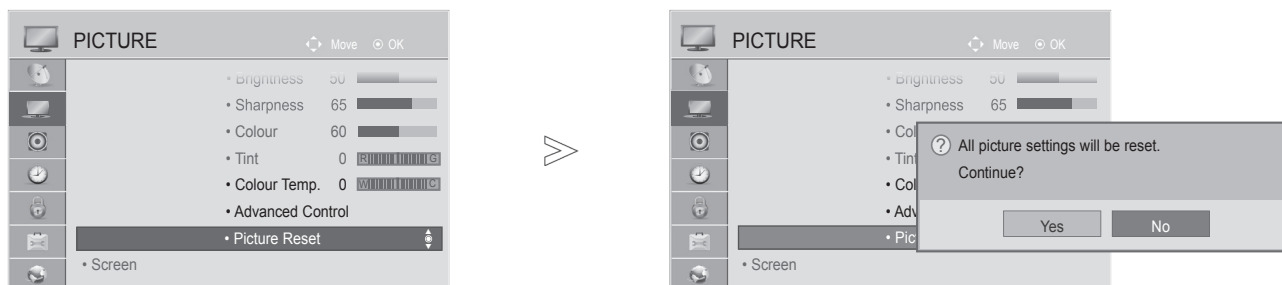 PICTURE
Move OK
• Brightness 50
• Sharpness 65
• Colour 60
• Tint 0 R G
• Colour Temp. 0 W C
• Advanced Control
• Picture Reset
• Screen
PICTURE
Move OK
• Brightness 50
• Sharpness 65
• Col
• Tint
• Col
• Adv
• Pic
• Screen
? All picture settings will be reset.
Continue?
Yes No